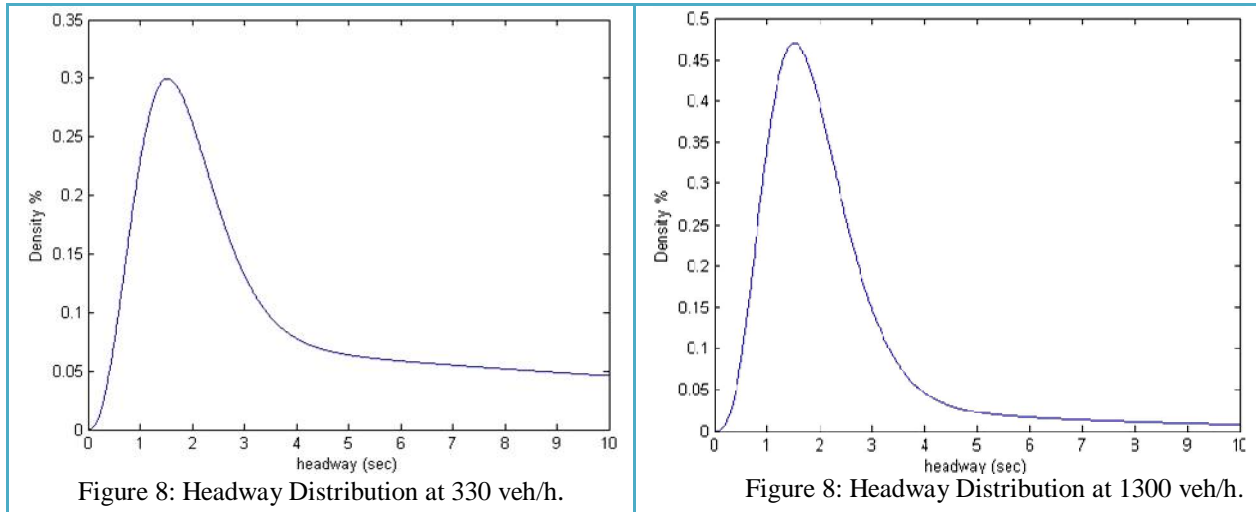 0.35
0.3
0.25
0.2
0.15
0.1
0.05
0
Density %
0 1 2 3 4 5 6 7 8 9 10
headway (sec)
Figure 8: Headway Distribution at 330 veh/h.
0.5
0.45
0.4
0.35
0.3
0.25
0.2
0.15
0.1
0.05
0
Density %
0 1 2 3 4 5 6 7 8 9 10
headway (sec)
Figure 8: Headway Distribution at 1300 veh/h.